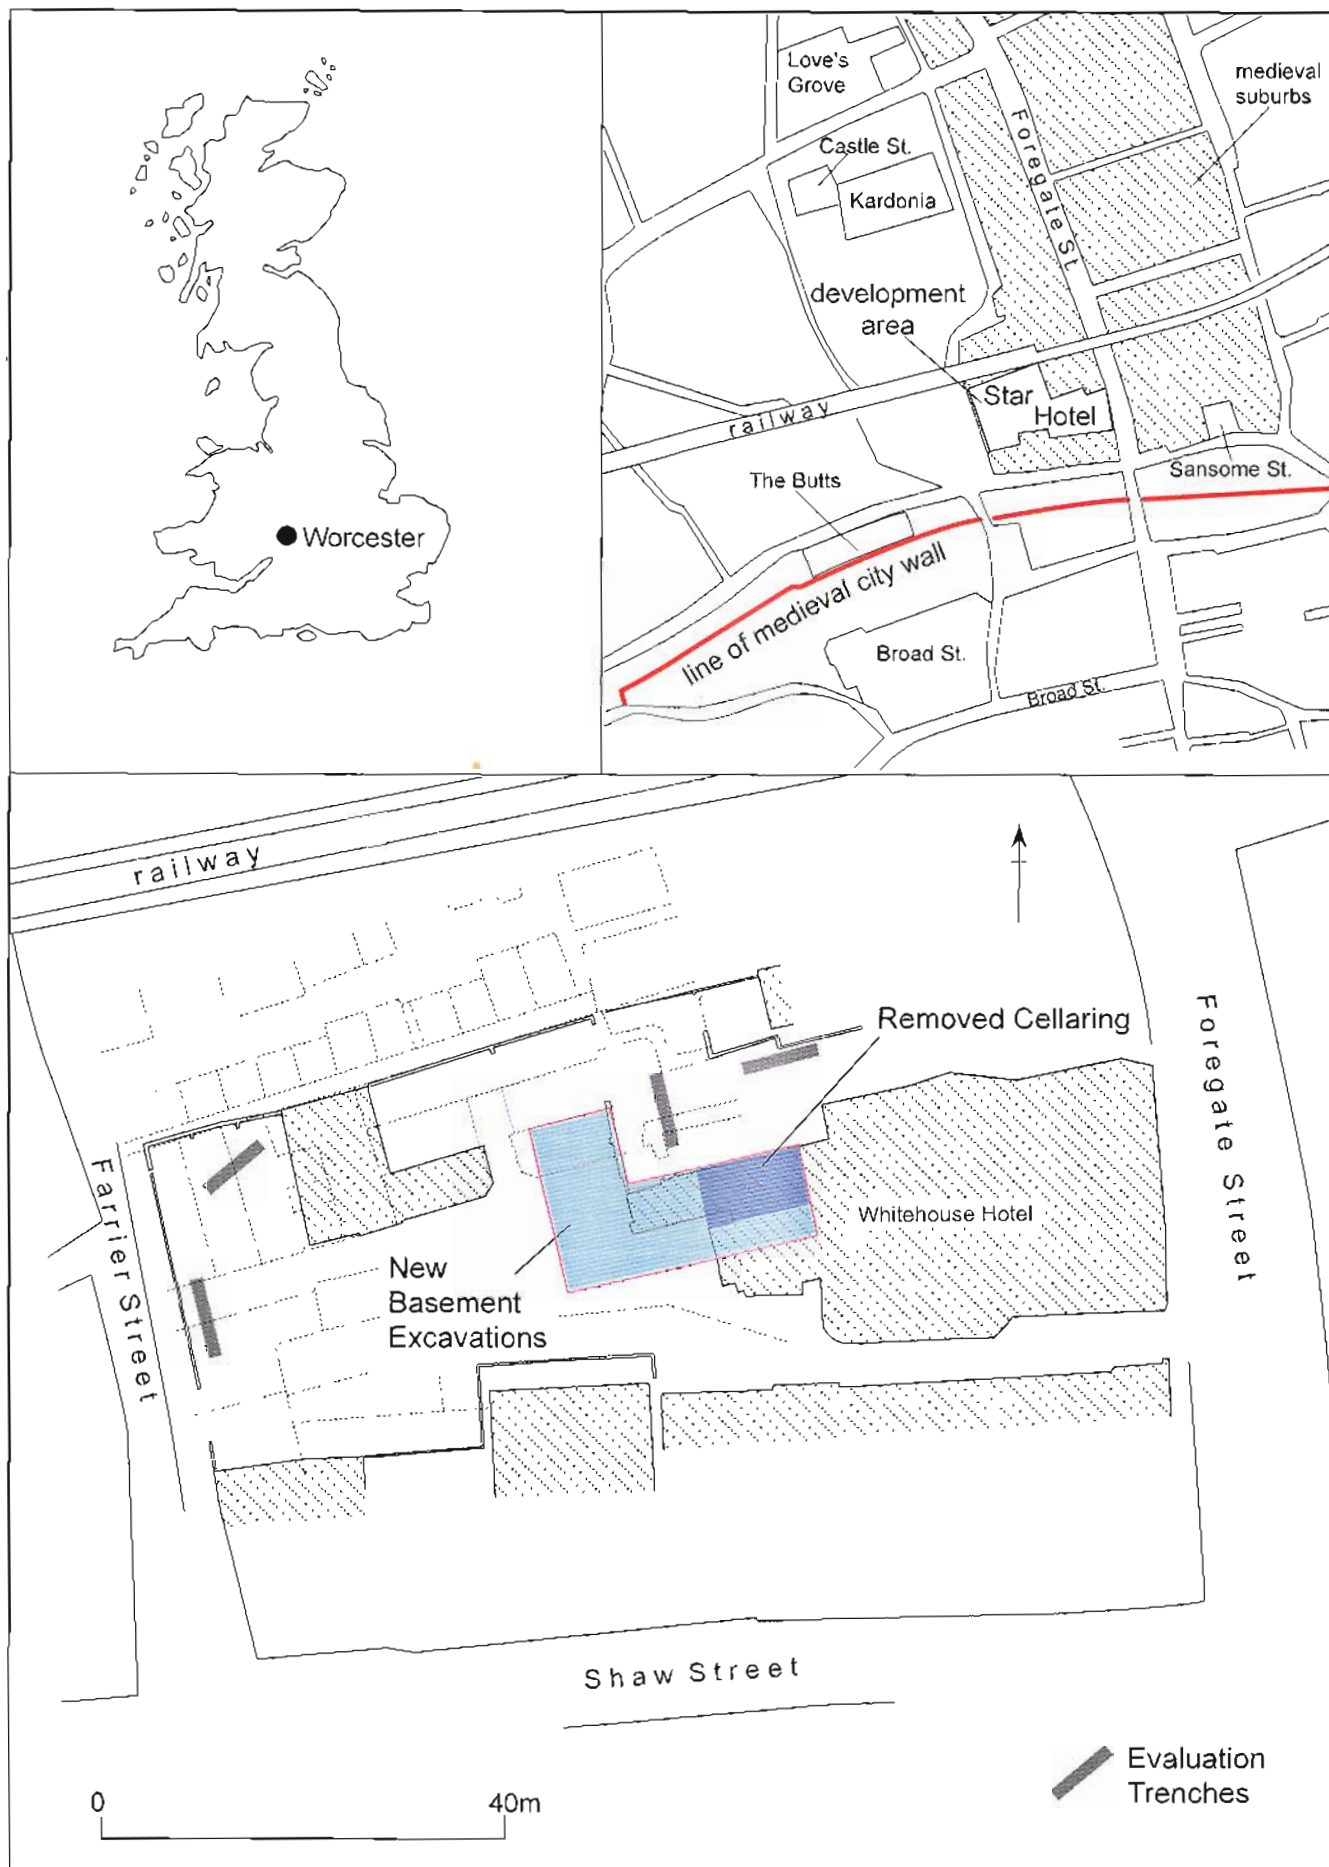 Worcester
Love's
Grove
medieval
suburbs
Foregate St
Castle St.
Kardonia
development
area
Star
Hotel
railway
Sansome St.
The Butts
line of medieval city wall
Broad St.
Broad St.
railway
Removed Cellaring
Foregate Street
Farrier Street
Whitehouse Hotel
New
Basement
Excavations
Shaw Street
Evaluation
Trenches
0 40m